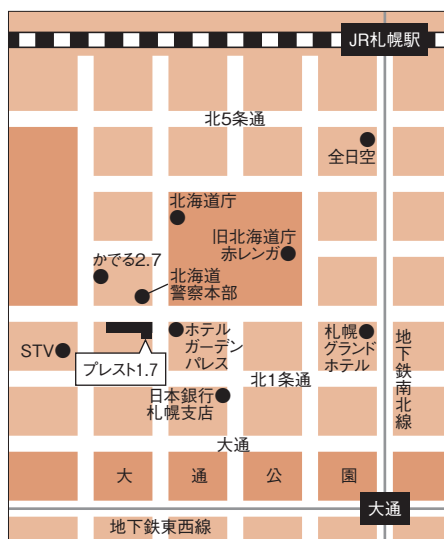 JR札幌駅
北5条通
全日空
北海道庁
旧北海道庁
赤レンガ
かでる2.7
北海道
警察本部
STV
プレスト1.7
ホテル
ガーデン
パレス
札幌
グランド
ホテル
地下鉄南北線
北1条通
日本銀行
札幌支店
大通
大通公園
大通
地下鉄東西線